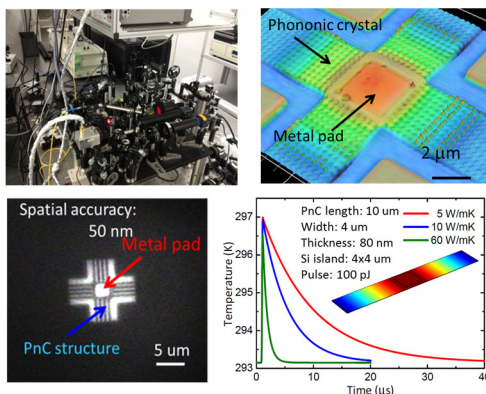 Phononic crystal
Metal pad
2 μm
Spatial accuracy:
50 nm
Metal pad
PnC structure
5 um
PnC length: 10 um
Width: 4 um
Thickness: 80 nm
Si island: 4x4 um
Pulse: 100 pJ
5 W/mK
10 W/mK
60 W/mK
Temperature (K)
297
296
295
294
293
0
10
20
30
40
Time (μs)